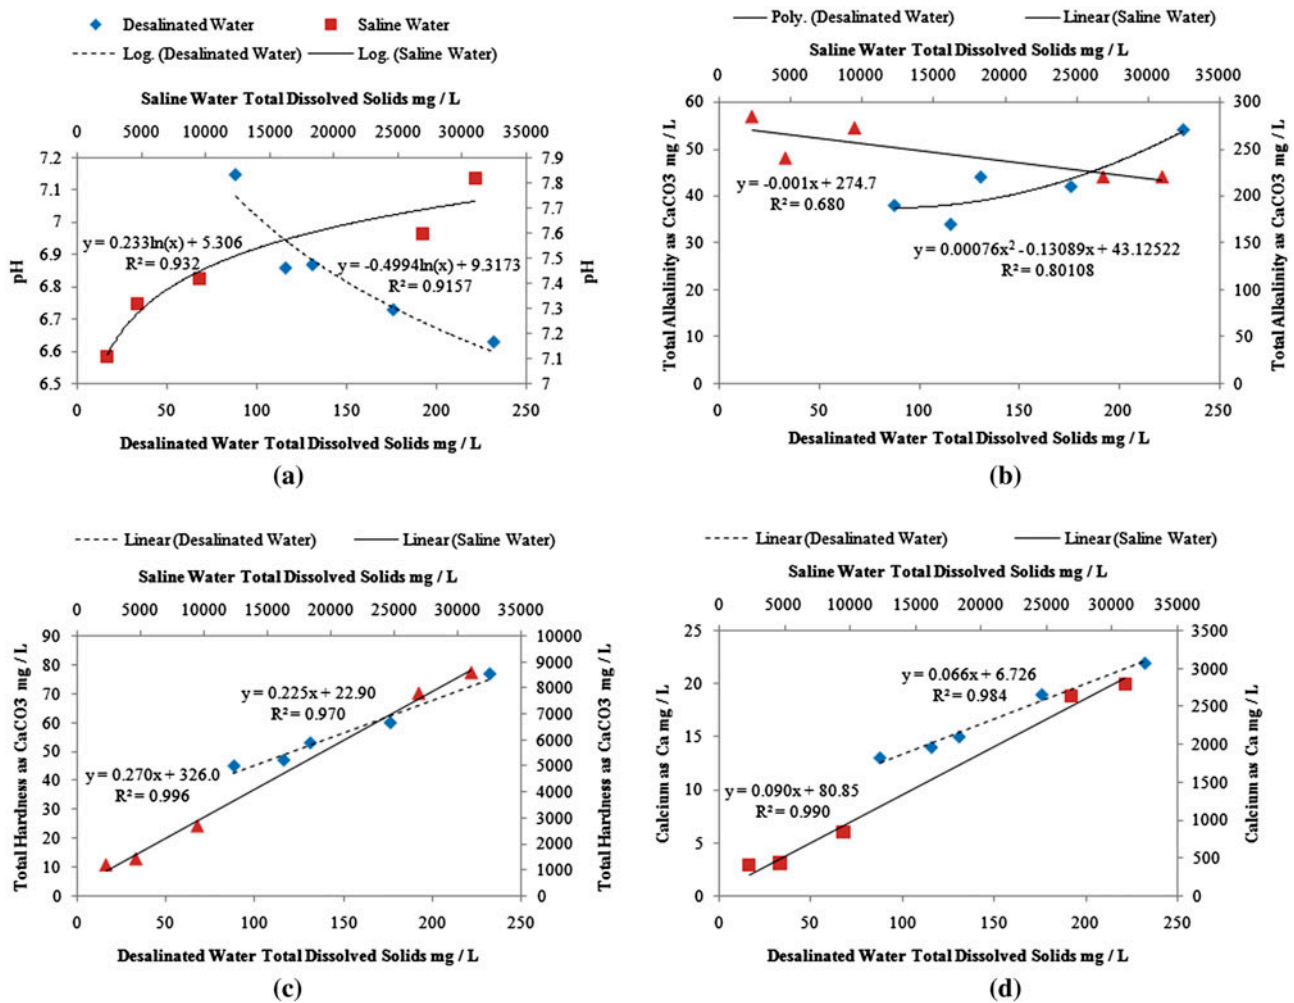 Desalinated Water
Saline Water
Log. (Desalinated Water)
Log. (Saline Water)
Saline Water Total Dissolved Solids mg / L
0 5000 10000 15000 20000 25000 30000 35000
7.2
7.1
7
6.9
6.8
6.7
6.6
6.5
pH
7.9
7.8
7.7
7.6
7.5
7.4
7.3
7.2
7.1
7
pH
y = 0.233ln(x) + 5.306
R² = 0.932
y = -0.4994ln(x) + 9.3173
R² = 0.9157
0 50 100 150 200 250
Desalinated Water Total Dissolved Solids mg / L
(a)
Poly. (Desalinated Water)
Linear (Saline Water)
Saline Water Total Dissolved Solids mg / L
0 5000 10000 15000 20000 25000 30000 35000
60
50
40
30
20
10
0
Total Alkalinity as CaCO3 mg / L
300
250
200
150
100
50
0
Total Alkalinity as CaCO3 mg / L
y = -0.001x + 274.7
R² = 0.680
y = 0.00076x² - 0.13089x + 43.12522
R² = 0.80108
0 50 100 150 200 250
Desalinated Water Total Dissolved Solids mg / L
(b)
Linear (Desalinated Water)
Linear (Saline Water)
Saline Water Total Dissolved Solids mg / L
0 5000 10000 15000 20000 25000 30000 35000
90
80
70
60
50
40
30
20
10
0
Total Hardness as CaCO3 mg / L
10000
9000
8000
7000
6000
5000
4000
3000
2000
1000
0
Total Hardness as CaCO3 mg / L
y = 0.225x + 22.90
R² = 0.970
y = 0.270x + 326.0
R² = 0.996
0 50 100 150 200 250
Desalinated Water Total Dissolved Solids mg / L
(c)
Linear (Desalinated Water)
Linear (Saline Water)
Saline Water Total Dissolved Solids mg / L
0 5000 10000 15000 20000 25000 30000 35000
25
20
15
10
5
0
Calcium as Ca mg / L
3500
3000
2500
2000
1500
1000
500
0
Calcium as Ca mg / L
y = 0.066x + 6.726
R² = 0.984
y = 0.090x + 80.85
R² = 0.990
0 50 100 150 200 250
Desalinated Water Total Dissolved Solids mg / L
(d)